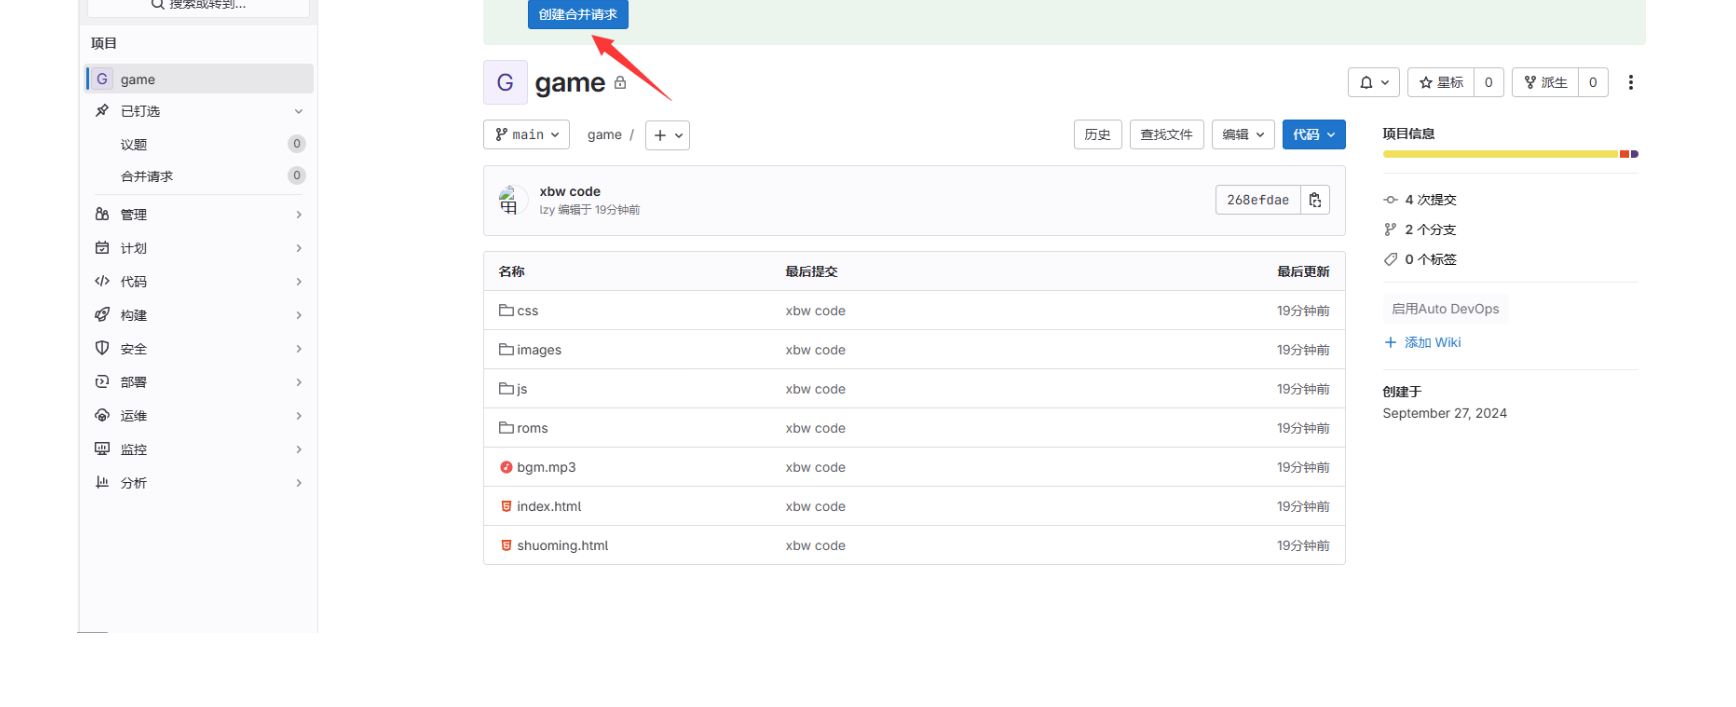 搜索或转到...
项目
G game
已钉选
议题 0
合并请求 0
管理
计划
代码
构建
安全
部署
运维
监控
分析
创建合并请求
G game
星标 0
派生 0
main
game /
历史
查找文件
编辑
代码
xbw code
lzy 编辑于 19分钟前
268efdae
名称 最后提交 最后更新
css xbw code 19分钟前
images xbw code 19分钟前
js xbw code 19分钟前
roms xbw code 19分钟前
bgm.mp3 xbw code 19分钟前
index.html xbw code 19分钟前
shuoming.html xbw code 19分钟前
项目信息
4 次提交
2 个分支
0 个标签
启用Auto DevOps
添加 Wiki
创建于
September 27, 2024